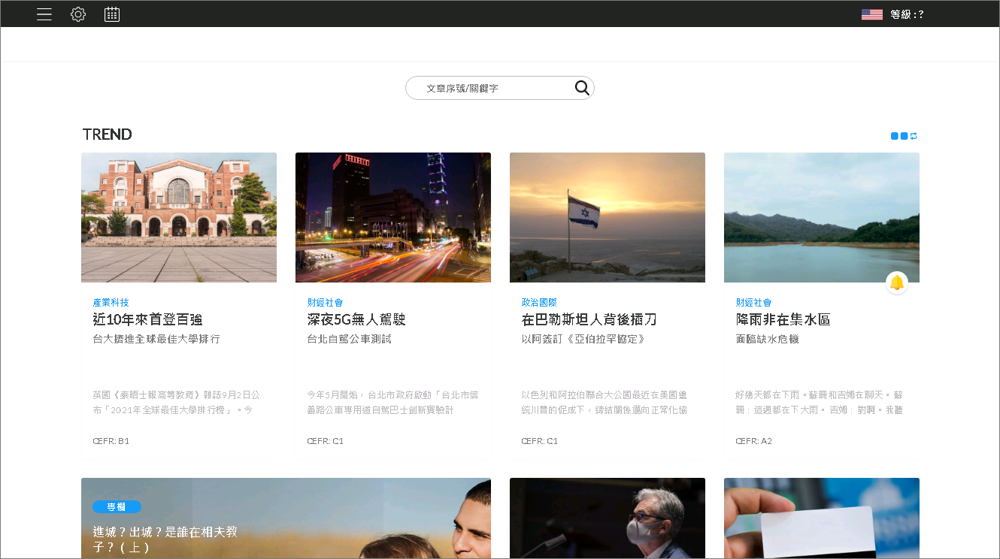 等級 : ?
文章序號/關鍵字
TREND
產業科技
近10年來首登百強
台大擠進全球最佳大學排行
英國《泰晤士報高等教育》雜誌9月2日公
布「2021年全球最佳大學排行榜」。今
CEFR: B1
財經社會
深夜5G無人駕駛
台北自駕公車測試
今年5月開始，台北市政府啟動「台北市信
義路公車專用道自駕巴士創新實驗計
CEFR: C1
政治國際
在巴勒斯坦人背後插刀
以阿簽訂《亞伯拉罕協定》
以色列和阿拉伯聯合大公國最近在美國總
統川普的促成下，締結關係邁向正常化協
CEFR: C1
財經社會
降雨非在集水區
面臨缺水危機
好幾天都在下雨。蘇珊和吉姆在聊天。 蘇
珊：這週都在下大雨。 吉姆：對啊。我聽
CEFR: A2
專欄
進城？出城？是誰在相夫教
子？（上）